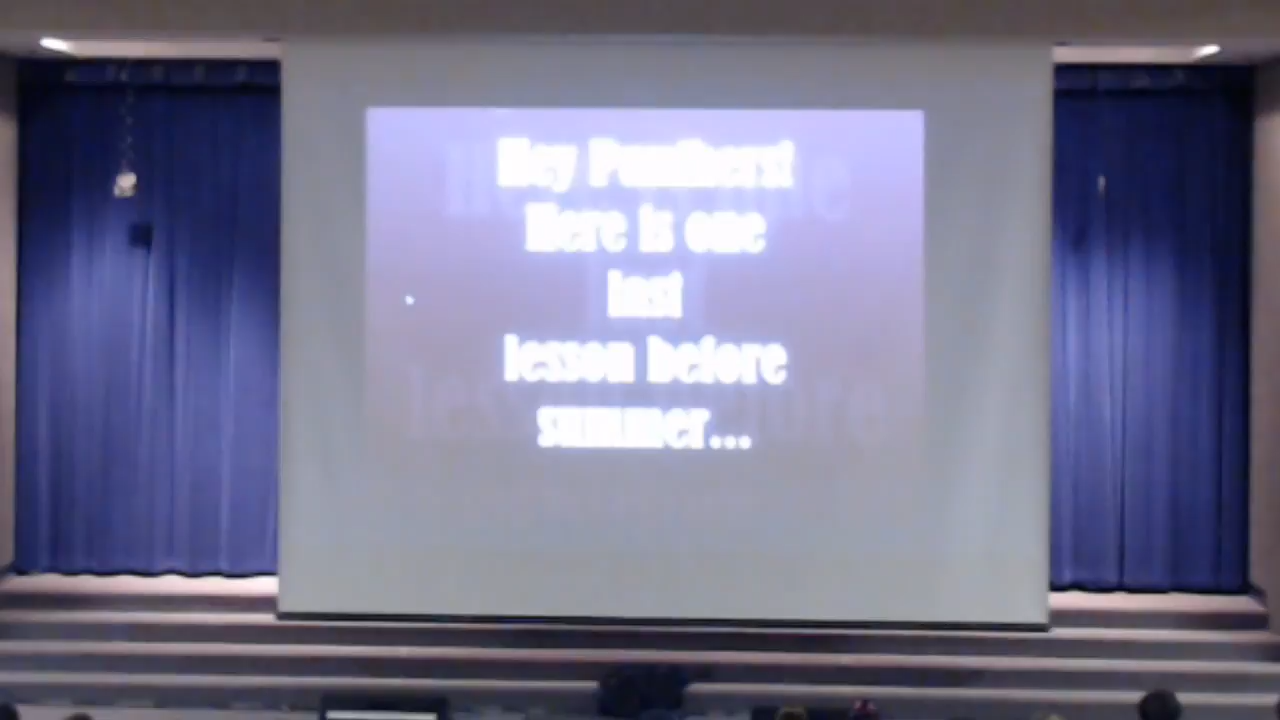 Hey Panthers!
Here is one
last
lesson before
summer...